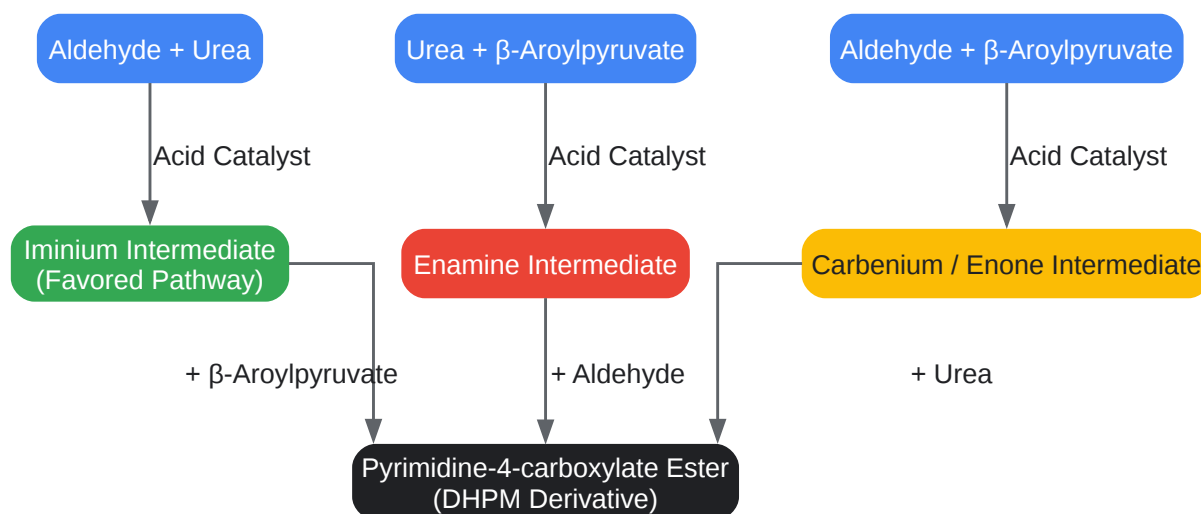 Aldehyde + Urea
Urea + β-Aroylpyruvate
Aldehyde + β-Aroylpyruvate
Acid Catalyst
Acid Catalyst
Acid Catalyst
Iminium Intermediate
(Favored Pathway)
Enamine Intermediate
Carbenium / Enone Intermediate
+ β-Aroylpyruvate
+ Aldehyde
+ Urea
Pyrimidine-4-carboxylate Ester
(DHPM Derivative)